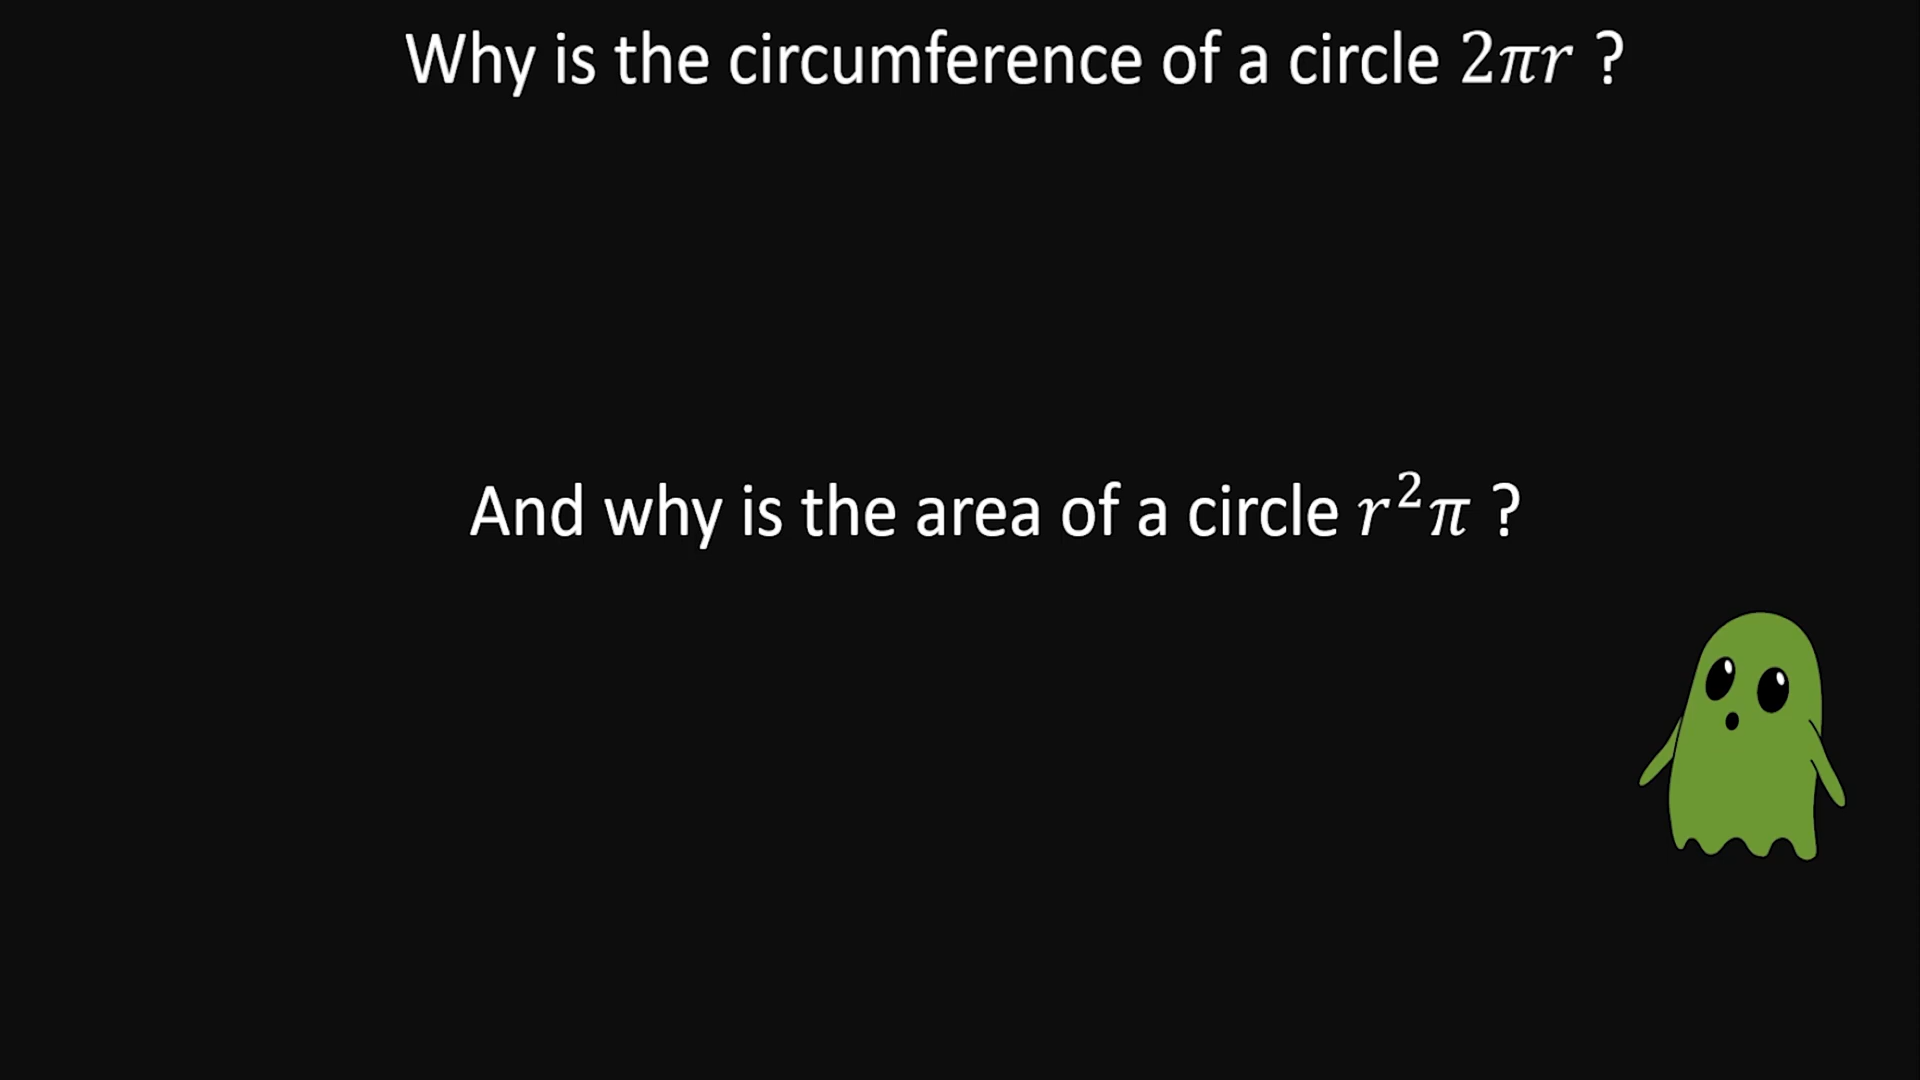 Why is the circumference of a circle 2πr ?
And why is the area of a circle r²π ?